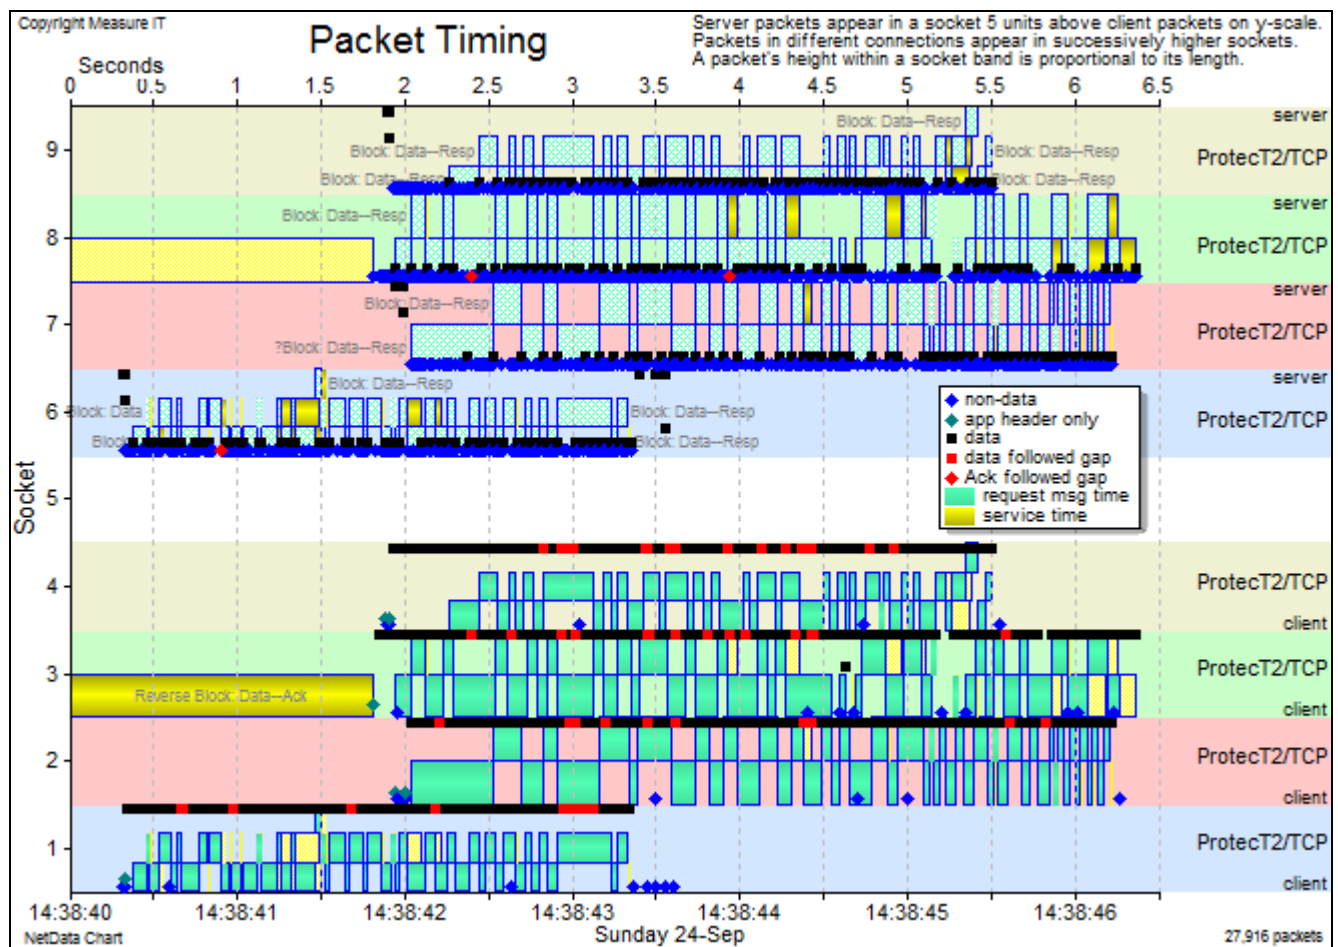 Copyright Measure IT
Packet Timing
Server packets appear in a socket 5 units above client packets on y-scale.
Packets in different connections appear in successively higher sockets.
A packet's height within a socket band is proportional to its length.
Seconds
0 0.5 1 1.5 2 2.5 3 3.5 4 4.5 5 5.5 6 6.5
server
Block: Data--Resp
9
Block: Data--Resp
Block: Data--Resp
ProtecT2/TCP
Block: Data--Resp
Block: Data--Resp
server
Block: Data--Resp
8
ProtecT2/TCP
server
Block: Data--Resp
7
ProtecT2/TCP
?Block: Data--Resp
server
Block: Data--Resp
6
Block: Data
Block: Data--Resp
ProtecT2/TCP
Block
Block: Data--Resp
non-data
app header only
data
data followed gap
Ack followed gap
request msg time
service time
5
Socket
4
ProtecT2/TCP
client
3
ProtecT2/TCP
Reverse Block: Data--Ack
client
2
ProtecT2/TCP
client
1
ProtecT2/TCP
client
14:38:40 14:38:41 14:38:42 14:38:43 14:38:44 14:38:45 14:38:46
NetData Chart
Sunday 24-Sep
27,916 packets